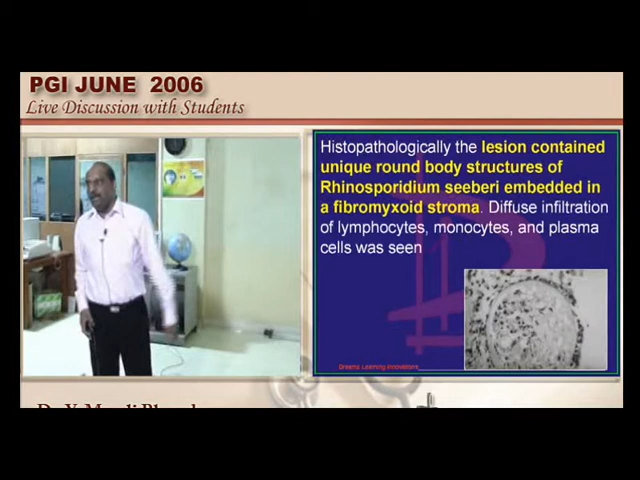 PGI JUNE 2006
Live Discussion with Students
Histopathologically the lesion contained
unique round body structures of
Rhinosporidium seeberi embedded in
a fibromyxoid stroma. Diffuse infiltration
of lymphocytes, monocytes, and plasma
cells was seen
Dreams Learning Innovations